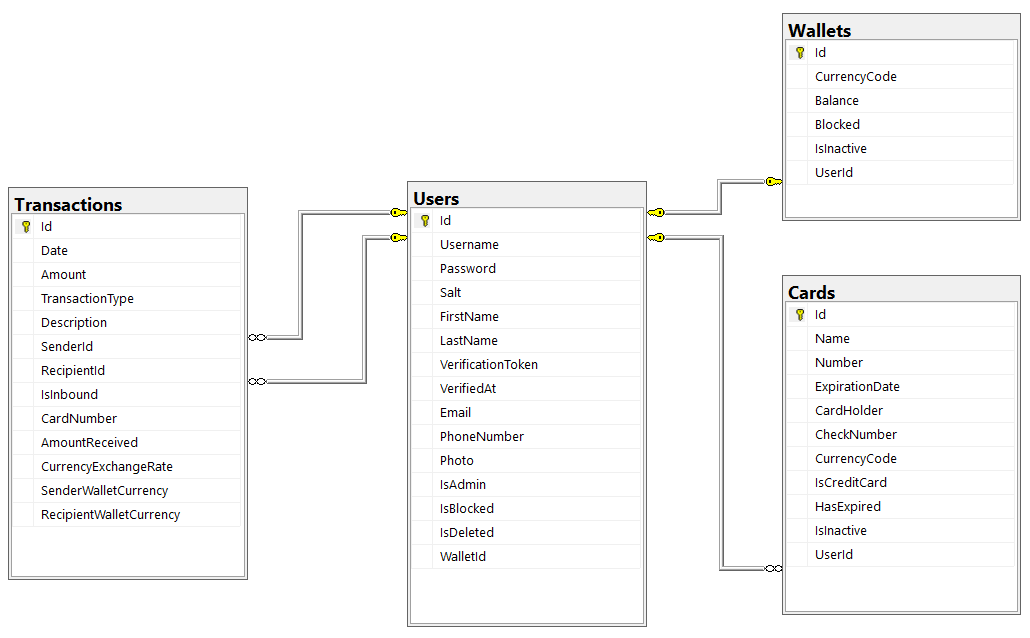 Transactions
Id
Date
Amount
TransactionType
Description
SenderId
RecipientId
IsInbound
CardNumber
AmountReceived
CurrencyExchangeRate
SenderWalletCurrency
RecipientWalletCurrency
Users
Id
Username
Password
Salt
FirstName
LastName
VerificationToken
VerifiedAt
Email
PhoneNumber
Photo
IsAdmin
IsBlocked
IsDeleted
WalletId
Wallets
Id
CurrencyCode
Balance
Blocked
IsInactive
UserId
Cards
Id
Name
Number
ExpirationDate
CardHolder
CheckNumber
CurrencyCode
IsCreditCard
HasExpired
IsInactive
UserId